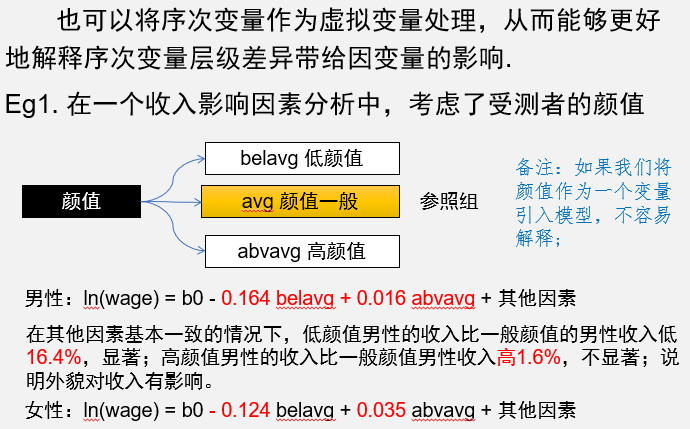 也可以将序次变量作为虚拟变量处理，从而能够更好
地解释序次变量层级差异带给因变量的影响.
Eg1. 在一个收入影响因素分析中，考虑了受测者的颜值
belavg 低颜值
颜值
avg 颜值一般
参照组
abvavg 高颜值
备注：如果我们将
颜值作为一个变量
引入模型，不容易
解释；
男性：ln(wage) = b0 - 0.164 belavg + 0.016 abvavg + 其他因素
在其他因素基本一致的情况下，低颜值男性的收入比一般颜值的男性收入低
16.4%，显著；高颜值男性的收入比一般颜值男性收入高1.6%，不显著；说
明外貌对收入有影响。
女性：ln(wage) = b0 - 0.124 belavg + 0.035 abvavg + 其他因素